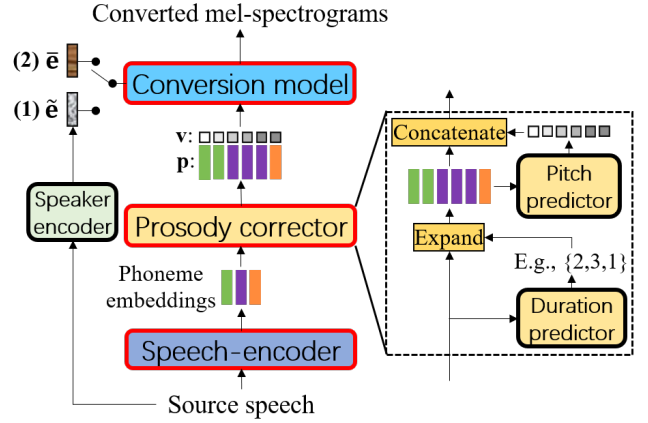 Converted mel-spectrograms
(2) ē
(1) ẽ
Conversion model
v:
p:
Speaker
encoder
Prosody corrector
Phoneme
embeddings
Speech-encoder
Source speech
Concatenate
Pitch
predictor
Expand
E.g., {2,3,1}
Duration
predictor